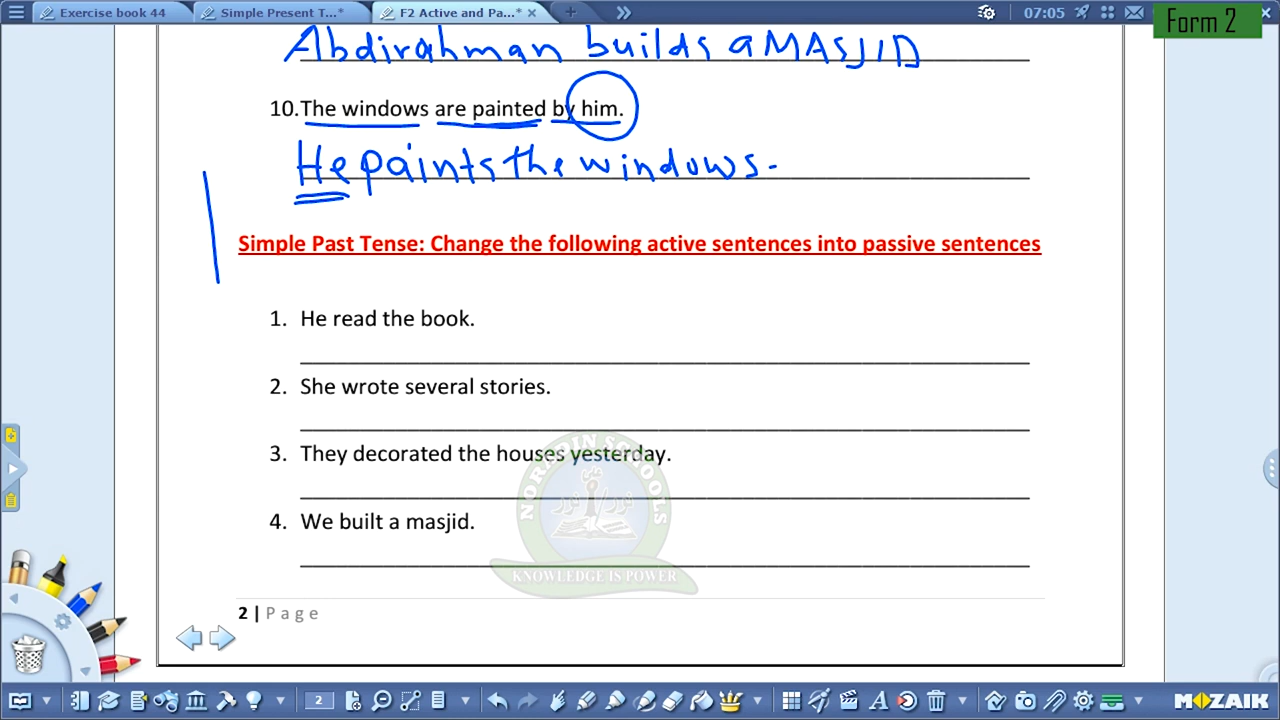 Exercise book 44
Simple Present T...*
F2 Active and Pa...*
07:05
Form 2
Abdirahman builds a MASJID
10.The windows are painted by him.
He paints the windows.
Simple Past Tense: Change the following active sentences into passive sentences
1. He read the book.
2. She wrote several stories.
3. They decorated the houses yesterday.
4. We built a masjid.
NORADIN SCHOOLS
KNOWLEDGE IS POWER
2 | Page
2
MOZAIK